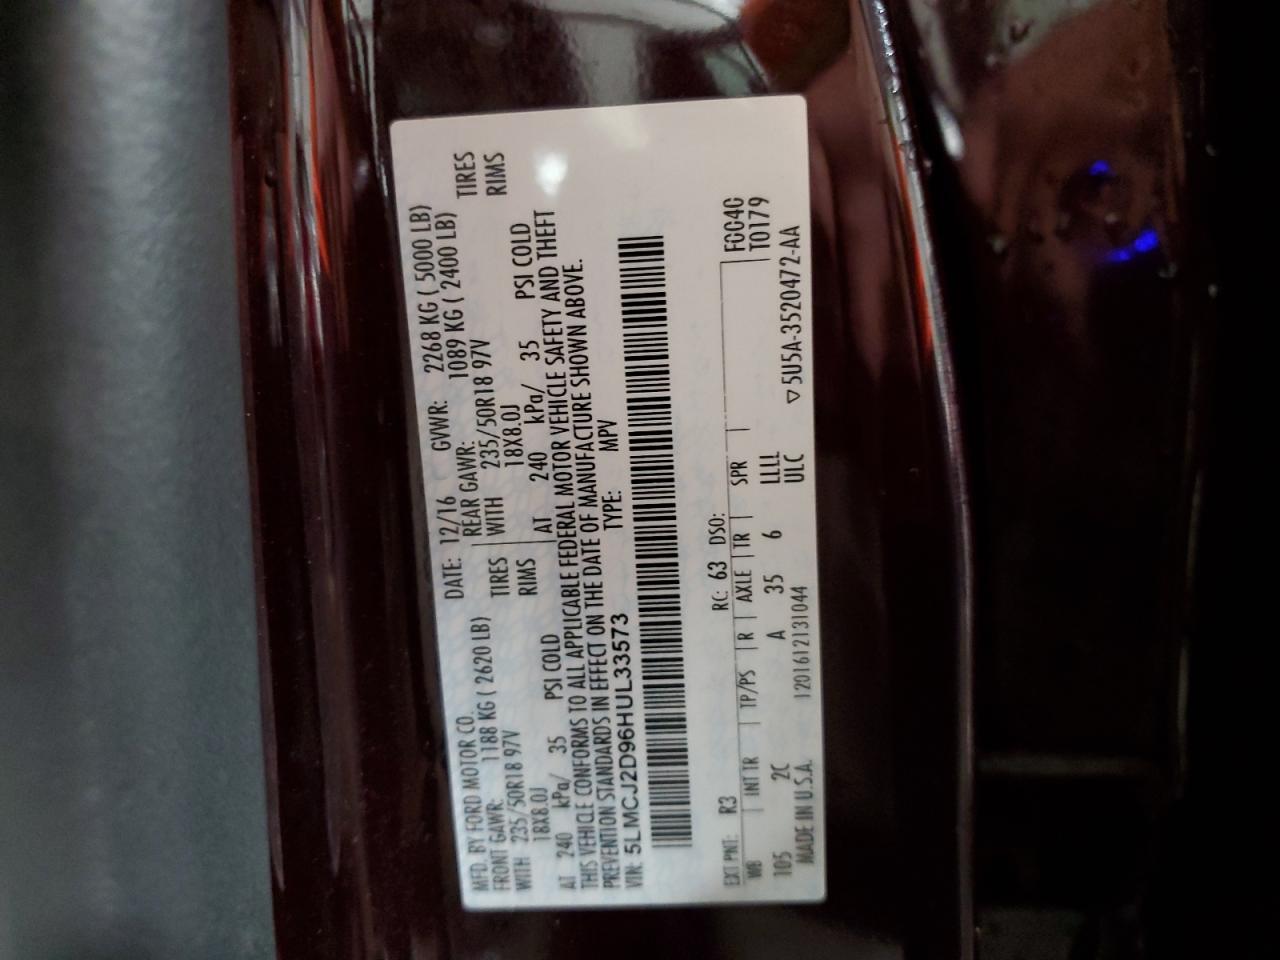 MFD. BY FORD MOTOR CO. DATE: 12/16 GVWR: 2268 KG ( 5000 LB)
FRONT GAWR: 1188 KG ( 2620 LB) REAR GAWR: 1089 KG ( 2400 LB)
WITH 235/50R18 97V TIRES WITH 235/50R18 97V TIRES
18X8.0J RIMS 18X8.0J RIMS
AT 240 kPa/ 35 PSI COLD AT 240 kPa/ 35 PSI COLD
THIS VEHICLE CONFORMS TO ALL APPLICABLE FEDERAL MOTOR VEHICLE SAFETY AND THEFT
PREVENTION STANDARDS IN EFFECT ON THE DATE OF MANUFACTURE SHOWN ABOVE.
VIN: 5LMCJ2D96HUL33573 TYPE: MPV
EXT PNT: R3 RC: 63 DSO: F0040
WB INT TR TP/PS R AXLE TR SPR T0179
105 2C A 35 6 LLLL
ULC
MADE IN U.S.A. 1201612131044 5U5A-3520472-AA